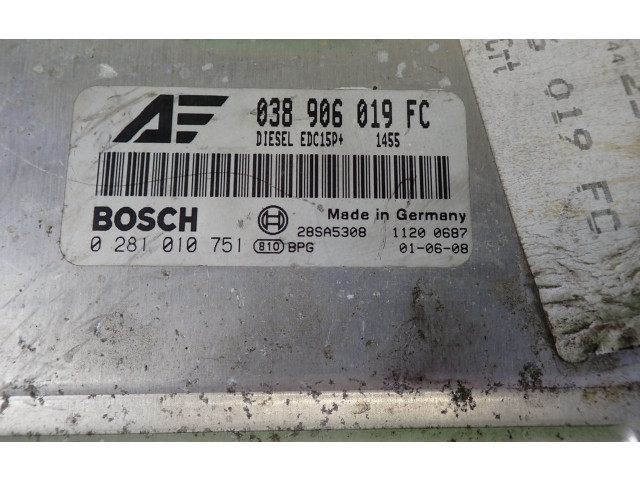 AF 038 906 019 FC
DIESEL EDC15P+ 1455
BOSCH Made in Germany
28SA5308 1120 0687
0 281 010 751 810 BPG 01-06-08
019 FC